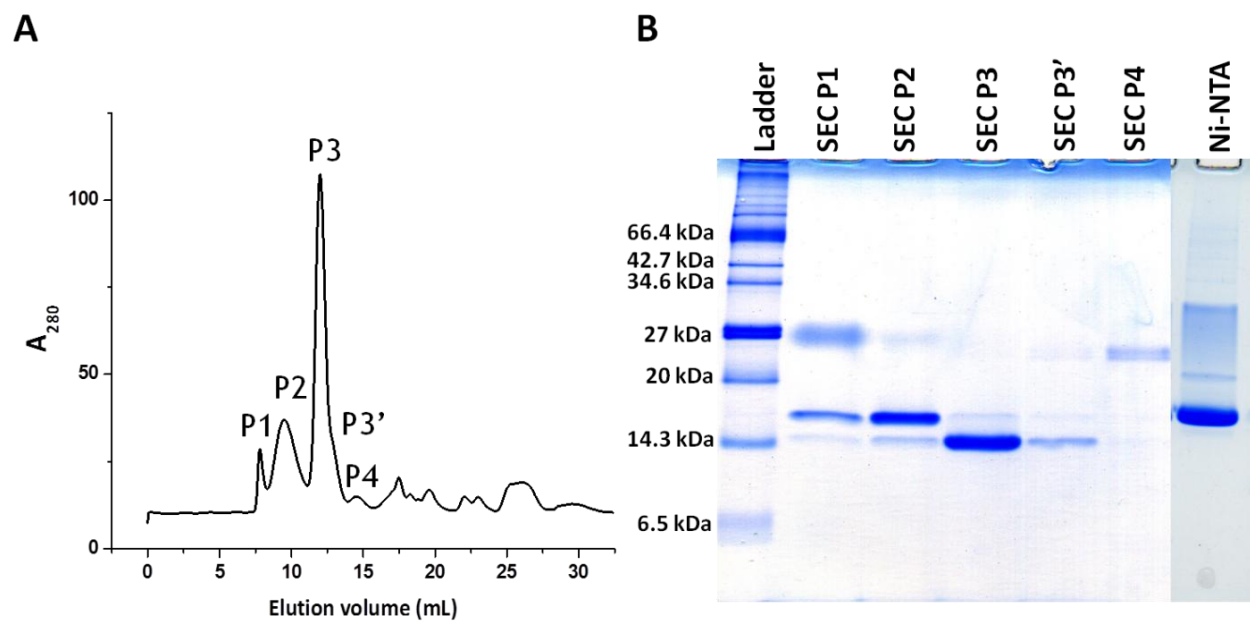 A
A280
100
50
0
P1
P2
P3
P3’
P4
0 5 10 15 20 25 30
Elution volume (mL)
B
Ladder
SEC P1
SEC P2
SEC P3
SEC P3’
SEC P4
Ni-NTA
66.4 kDa
42.7 kDa
34.6 kDa
27 kDa
20 kDa
14.3 kDa
6.5 kDa